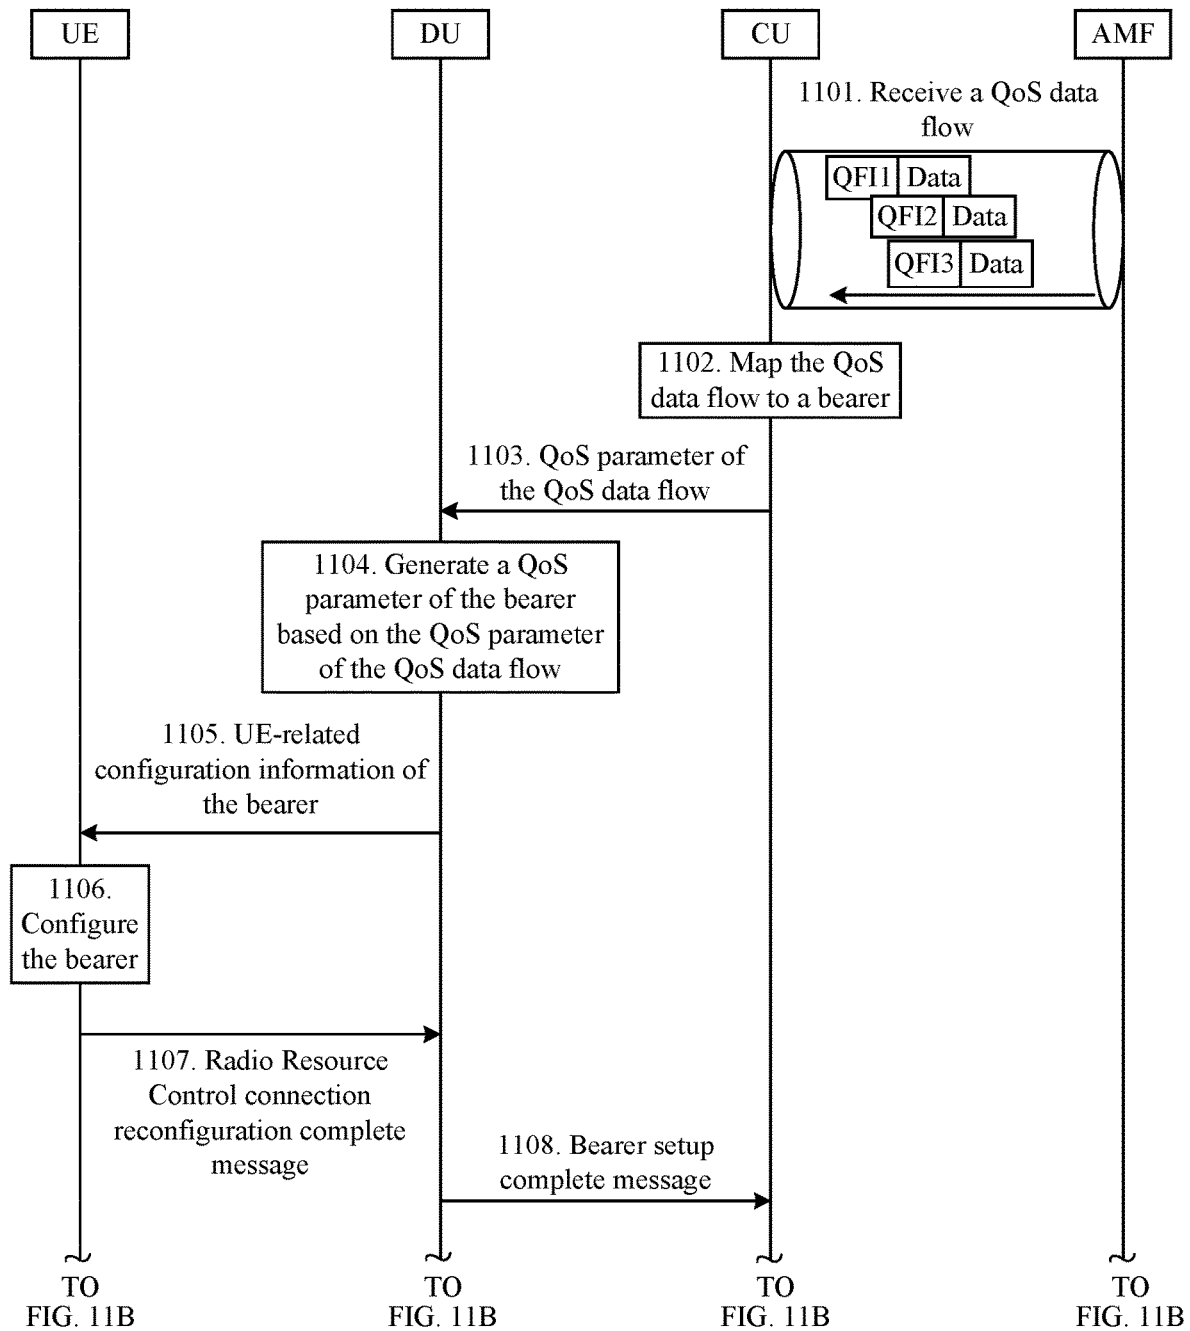 UE
DU
CU
AMF
1101. Receive a QoS data
flow
QFI1 Data
QFI2 Data
QFI3 Data
1102. Map the QoS
data flow to a bearer
1103. QoS parameter of
the QoS data flow
1104. Generate a QoS
parameter of the bearer
based on the QoS parameter
of the QoS data flow
1105. UE-related
configuration information of
the bearer
1106.
Configure
the bearer
1107. Radio Resource
Control connection
reconfiguration complete
message
1108. Bearer setup
complete message
TO
FIG. 11B
TO
FIG. 11B
TO
FIG. 11B
TO
FIG. 11B